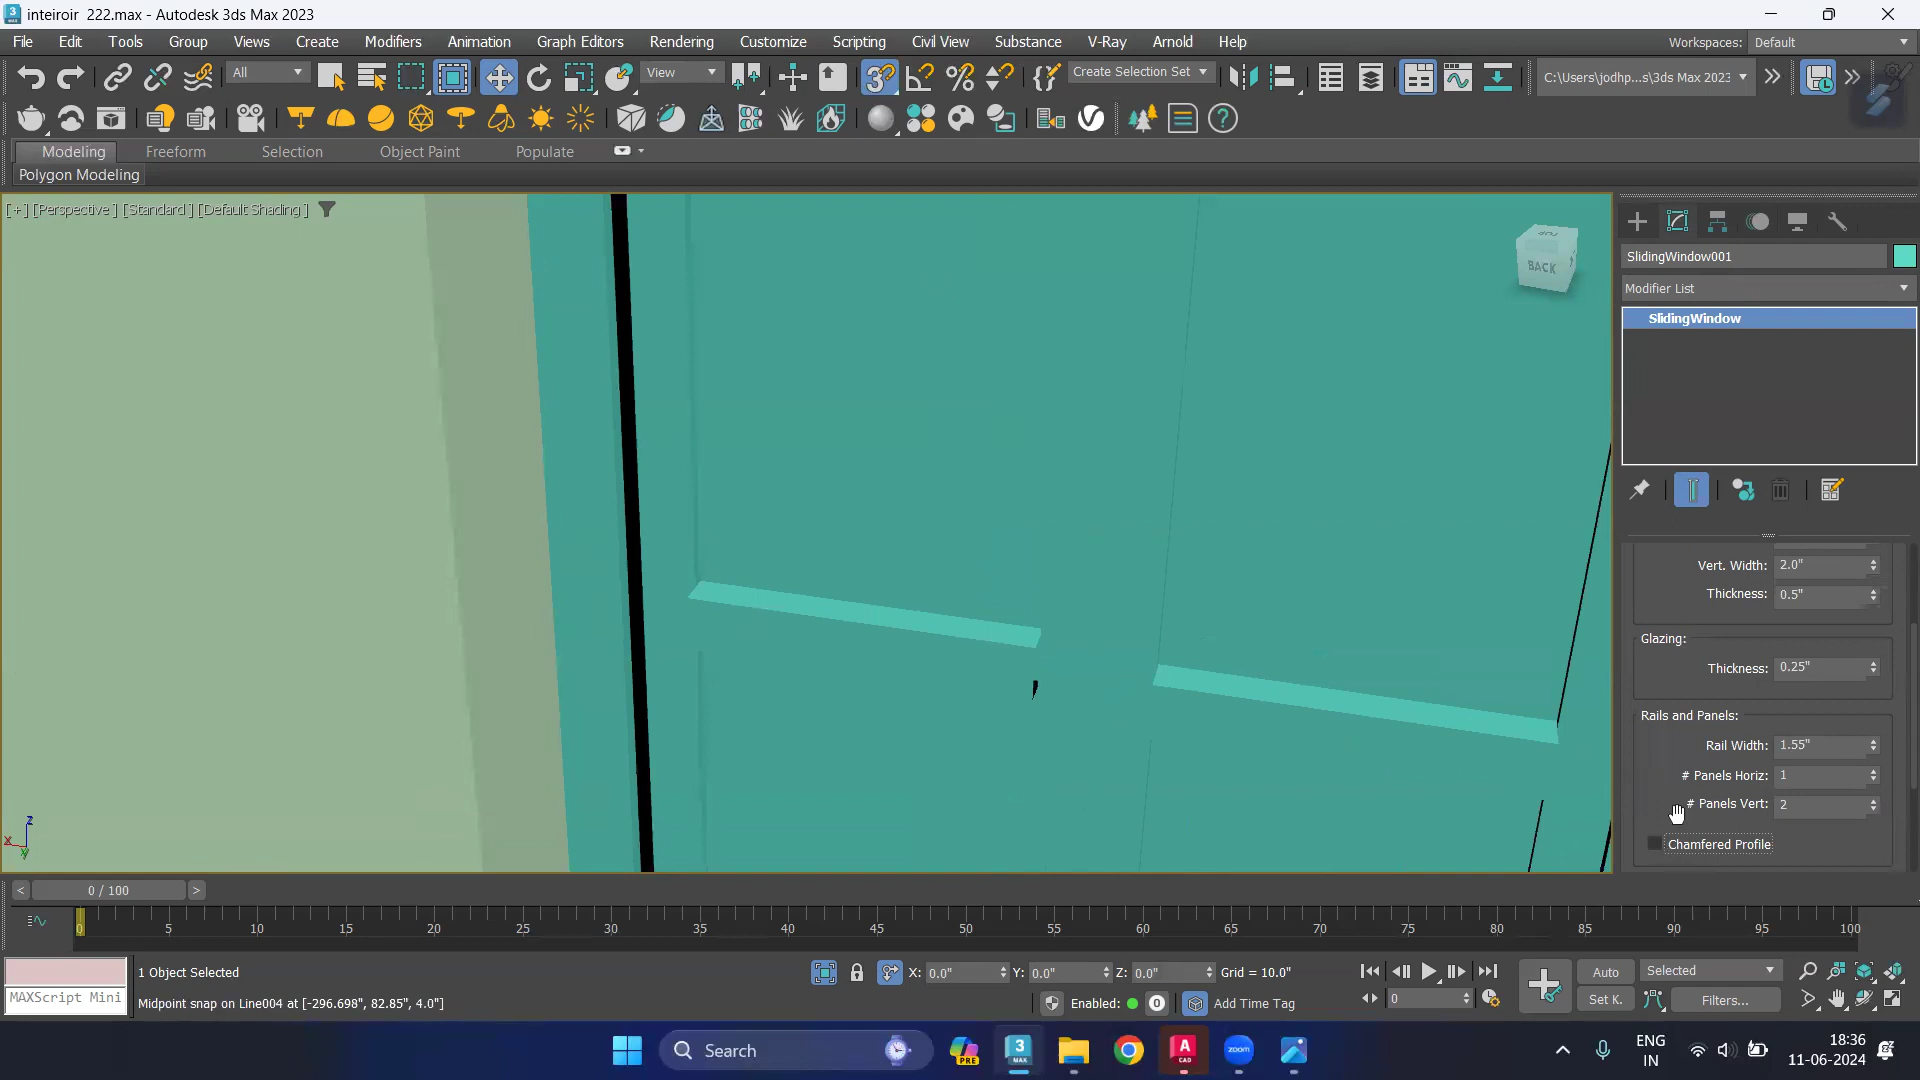 inteiroir 222.max - Autodesk 3ds Max 2023
File Edit Tools Group Views Create Modifiers Animation Graph Editors Rendering Customize Scripting Civil View Substance V-Ray Arnold Help Workspaces: Default
All View Create Selection Set C:\Users\jodhp...s\3ds Max 2023
Modeling Freeform Selection Object Paint Populate
Polygon Modeling
[+] [Perspective] [Standard] [Default Shading]
TOP
BACK
SlidingWindow001
Modifier List
SlidingWindow
Vert. Width: 2.0"
Thickness: 0.5"
Glazing:
Thickness: 0.25"
Rails and Panels:
Rail Width: 1.55"
# Panels Horiz: 1
# Panels Vert: 2
Chamfered Profile
z
x
y
< 0 / 100 >
0 5 10 15 20 25 30 35 40 45 50 55 60 65 70 75 80 85 90 95 100
1 Object Selected X: 0.0" Y: 0.0" Z: 0.0" Grid = 10.0" Auto Selected
MAXScript Mini Midpoint snap on Line004 at [-296.698", 82.85", 4.0"] Enabled: 0 Add Time Tag 0 Set K. Filters...
Search PRE 3 MAX A CAD zoom ENG IN 18:36 11-06-2024